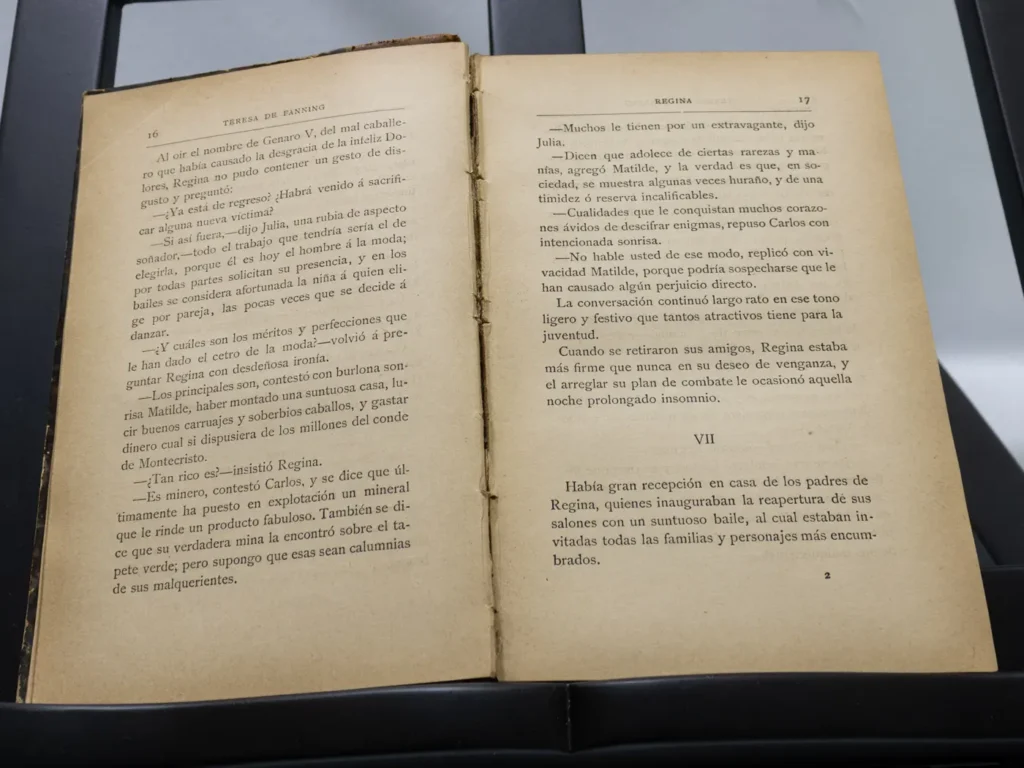 16
TERESA DE FANNING
Al oir el nombre de Genaro V, del mal caballe-
ro que había causado la desgracia de la infeliz Do-
lores, Regina no pudo contener un gesto de dis-
gusto y preguntó:
—¿Ya está de regreso? ¿Habrá venido á sacrifi-
car alguna nueva víctima?
—Si así fuera,—dijo Julia, una rubia de aspecto
soñador,—todo el trabajo que tendría sería el de
elegirla, porque él es hoy el hombre á la moda;
por todas partes solicitan su presencia, y en los
bailes se considera afortunada la niña á quien eli-
ge por pareja, las pocas veces que se decide á
danzar.
—¿Y cuáles son los méritos y perfecciones que
le han dado el cetro de la moda?—volvió á pre-
guntar Regina con desdeñosa ironía.
—Los principales son, contestó con burlona son-
risa Matilde, haber montado una suntuosa casa, lu-
cir buenos carruajes y soberbios caballos, y gastar
dinero cual si dispusiera de los millones del conde
de Montecristo.
—¿Tan rico es?—insistió Regina.
—Es minero, contestó Carlos, y se dice que úl-
timamente ha puesto en explotación un mineral
que le rinde un producto fabuloso. También se di-
ce que su verdadera mina la encontró sobre el ta-
pete verde; pero supongo que esas sean calumnias
de sus malquerientes.
REGINA
17
—Muchos le tienen por un extravagante, dijo
Julia.
—Dicen que adolece de ciertas rarezas y ma-
nías, agregó Matilde, y la verdad es que, en so-
ciedad, se muestra algunas veces huraño, y de una
timidez ó reserva incalificables.
—Cualidades que le conquistan muchos corazo-
nes ávidos de descifrar enigmas, repuso Carlos con
intencionada sonrisa.
—No hable usted de ese modo, replicó con vi-
vacidad Matilde, porque podría sospecharse que le
han causado algún perjuicio directo.
La conversación continuó largo rato en ese tono
ligero y festivo que tantos atractivos tiene para la
juventud.
Cuando se retiraron sus amigos, Regina estaba
más firme que nunca en su deseo de venganza, y
el arreglar su plan de combate le ocasionó aquella
noche prolongado insomnio.
VII
Había gran recepción en casa de los padres de
Regina, quienes inauguraban la reapertura de sus
salones con un suntuoso baile, al cual estaban in-
vitadas todas las familias y personajes más encum-
brados.
2